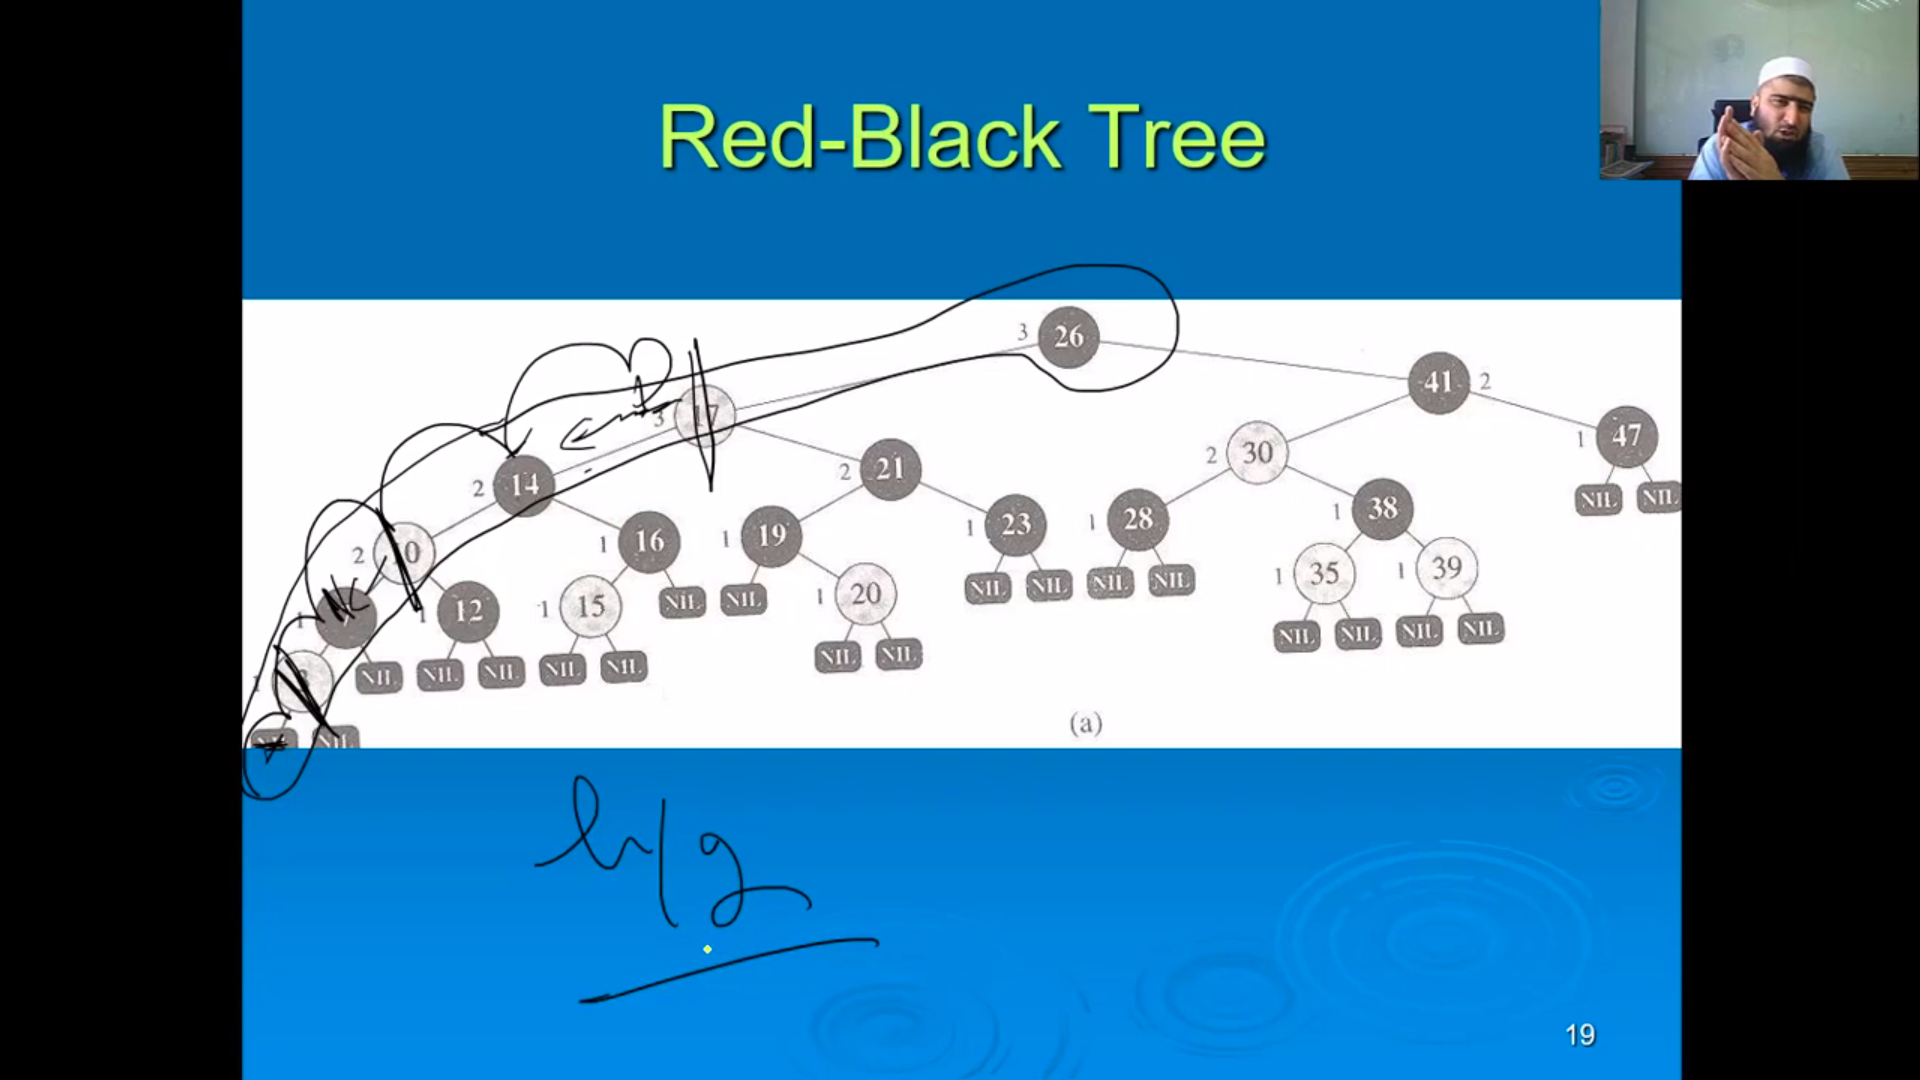 Red-Black Tree
3 26
41 2
3 17
1 47
2 14
2 21
2 30
NIL NIL
2 10
1 16
1 19
1 23
1 28
1 38
1
1 12
1 15
NIL
NIL
1 20
NIL NIL
NIL NIL
1 35
1 39
1 3
NIL
NIL NIL
NIL NIL
NIL NIL
NIL NIL
NIL NIL
NIL
(a)
h/2
19